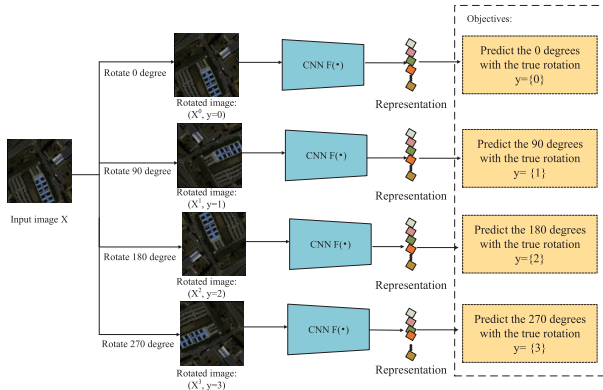 Objectives:
Rotate 0 degree
Rotated image:
(X⁰, y=0)
CNN F(•)
Representation
Predict the 0 degrees
with the true rotation
y={0}
Input image X
Rotate 90 degree
Rotated image:
(X¹, y=1)
CNN F(•)
Representation
Predict the 90 degrees
with the true rotation
y= {1}
Rotate 180 degree
Rotated image:
(X², y=2)
CNN F(•)
Representation
Predict the 180 degrees
with the true rotation
y={2}
Rotate 270 degree
Rotated image:
(X³, y=3)
CNN F(•)
Representation
Predict the 270 degrees
with the true rotation
y= {3}